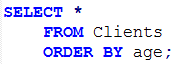 SELECT *
FROM Clients
ORDER BY age;